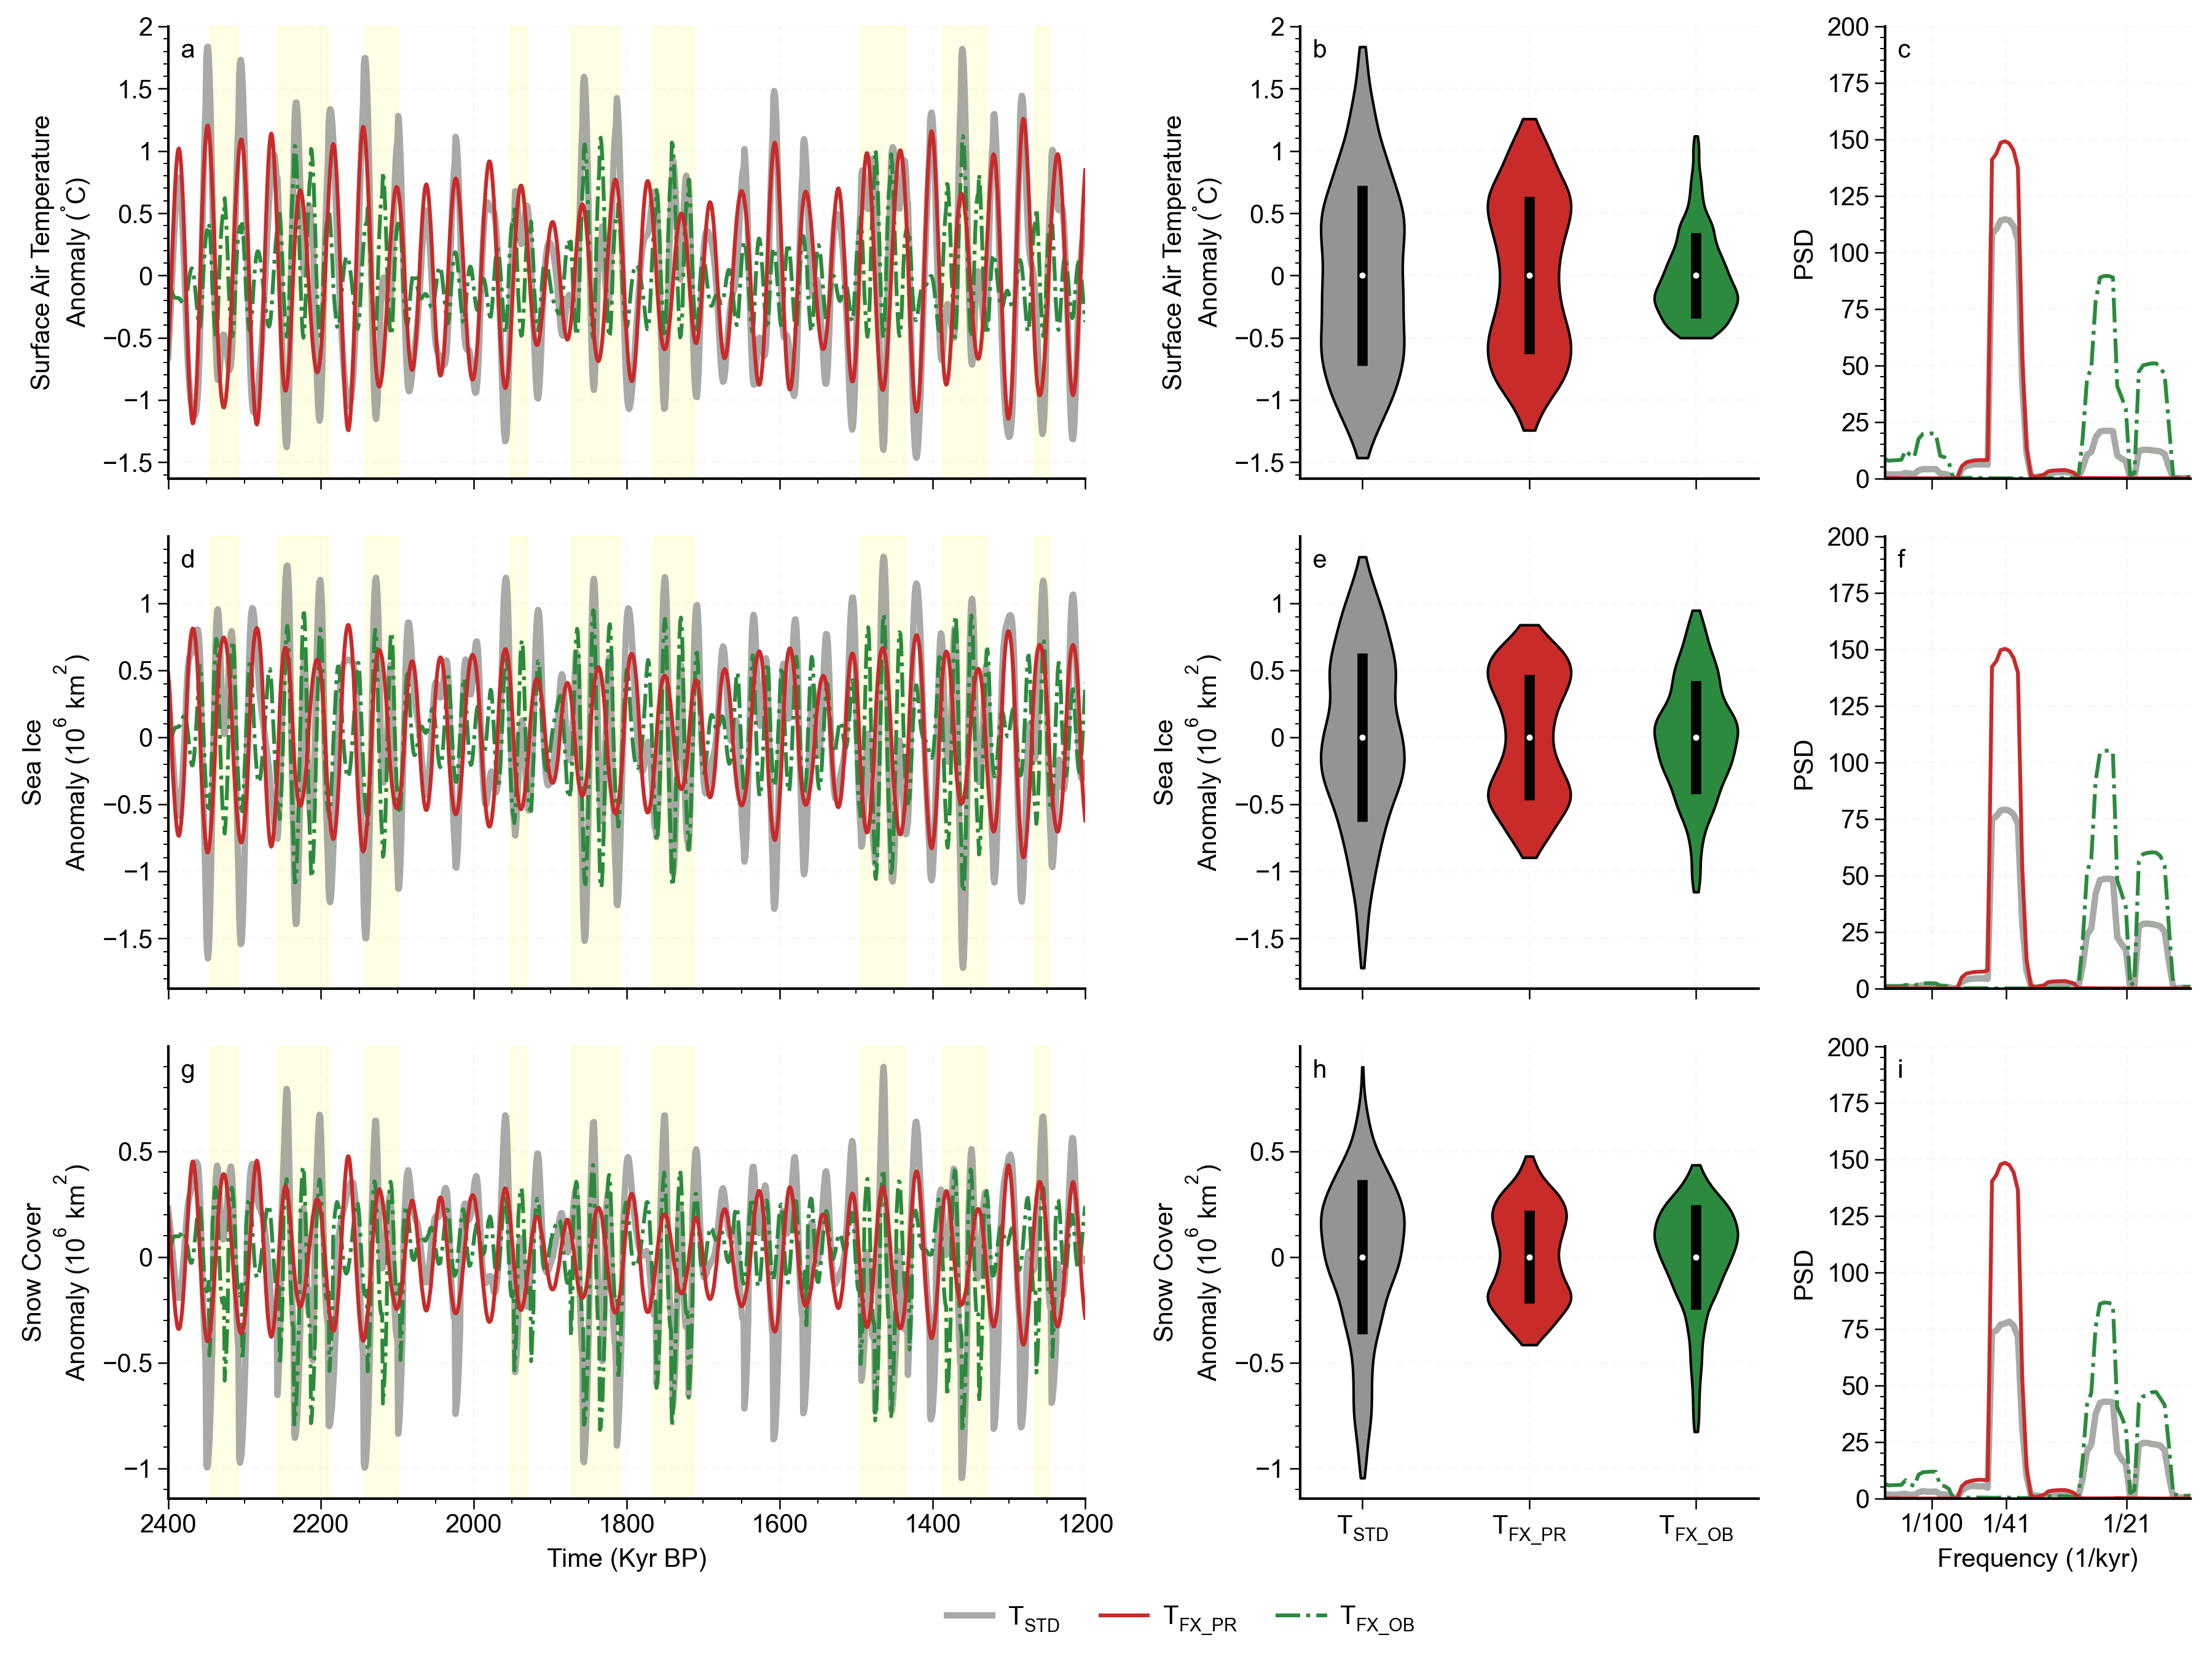 a
Surface Air Temperature
Anomaly (°C)
2
1.5
1
0.5
0
−0.5
−1
−1.5
b
Surface Air Temperature
Anomaly (°C)
2
1.5
1
0.5
0
−0.5
−1
−1.5
c
PSD
200
175
150
125
100
75
50
25
0
d
Sea Ice
Anomaly (10⁶ km²)
1
0.5
0
−0.5
−1
−1.5
e
Sea Ice
Anomaly (10⁶ km²)
1
0.5
0
−0.5
−1
−1.5
f
PSD
200
175
150
125
100
75
50
25
0
g
Snow Cover
Anomaly (10⁶ km²)
0.5
0
−0.5
−1
2400 2200 2000 1800 1600 1400 1200
Time (Kyr BP)
h
Snow Cover
Anomaly (10⁶ km²)
0.5
0
−0.5
−1
T_STD T_FX_PR T_FX_OB
i
PSD
200
175
150
125
100
75
50
25
0
1/100 1/41 1/21
Frequency (1/kyr)
T_STD T_FX_PR T_FX_OB